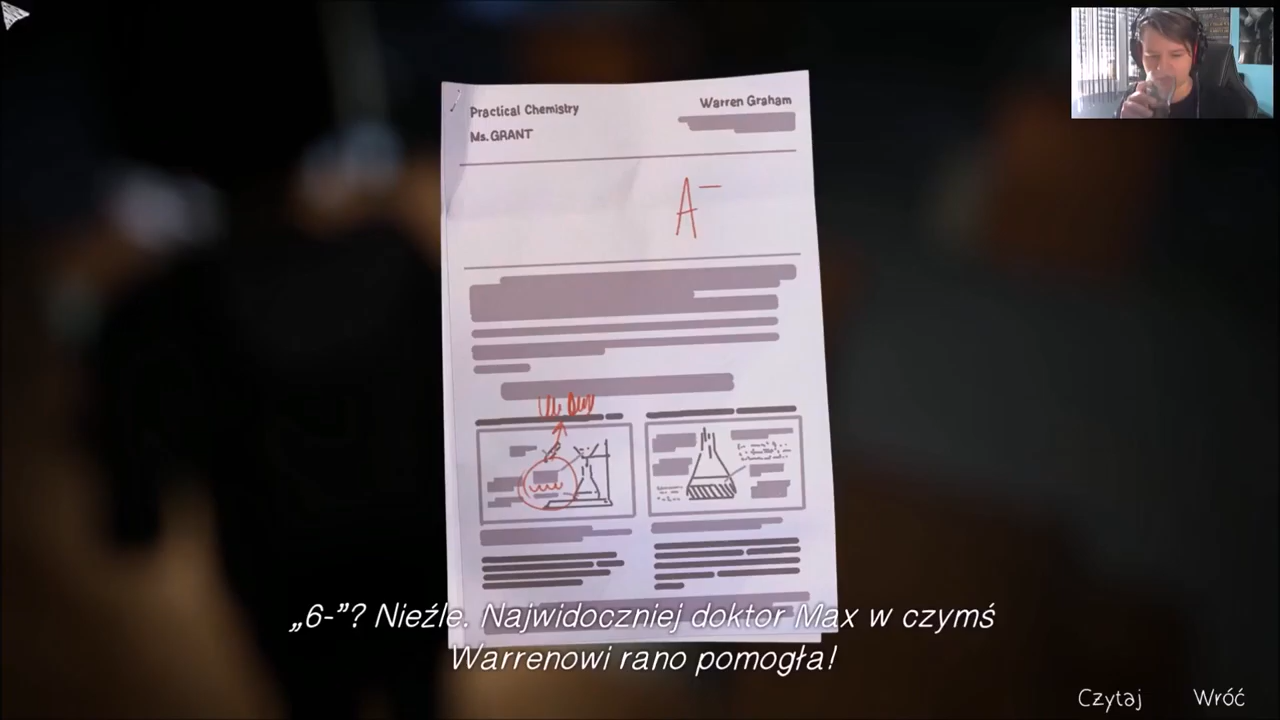 Practical Chemistry
Warren Graham
Ms. GRANT
A-
„6-”? Nieźle. Najwidoczniej doktor Max w czymś
Warrenowi rano pomogła!
Czytaj
Wróć